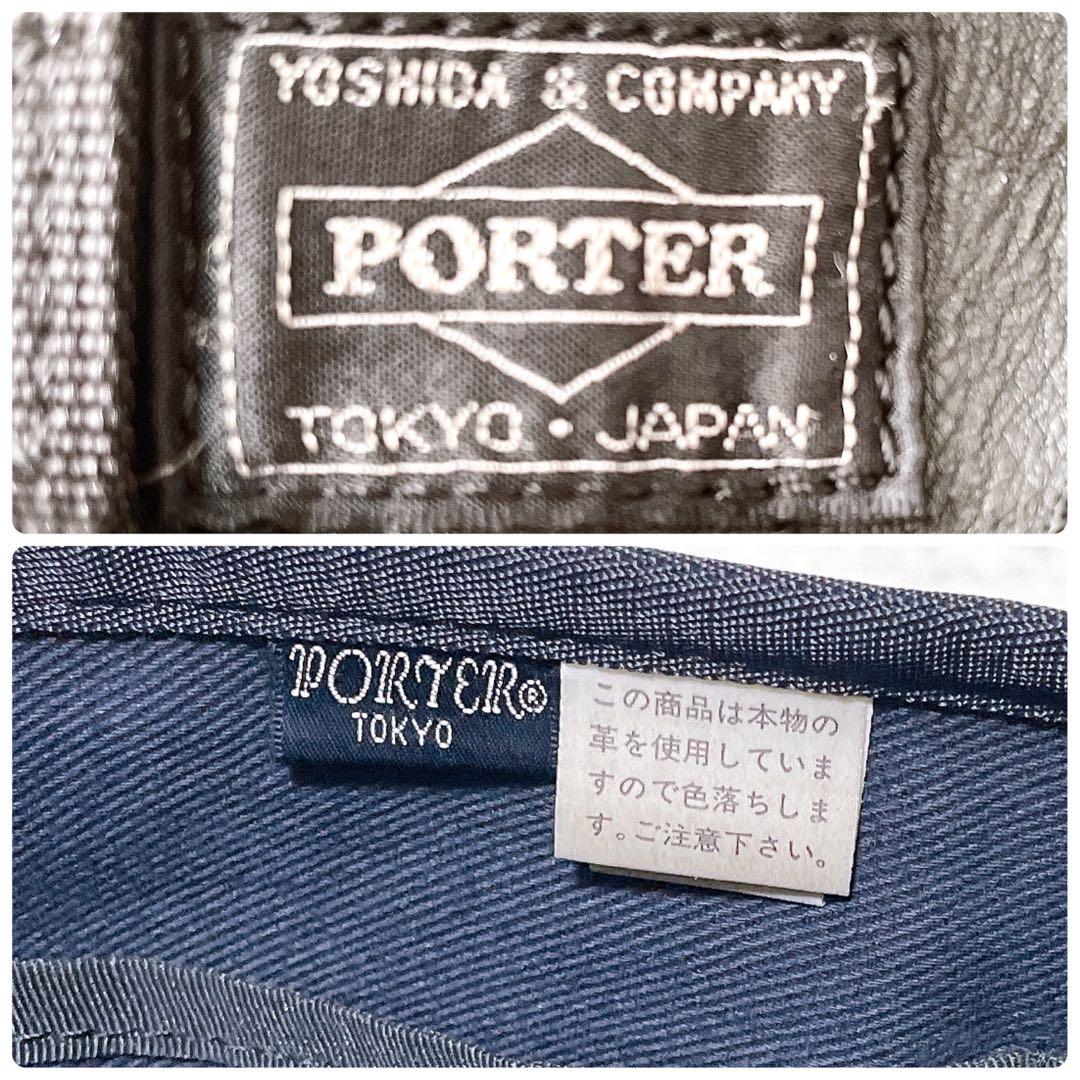 YOSHIDA & COMPANY
PORTER
TOKYO・JAPAN
PORTER®
TOKYO
この商品は本物の
革を使用していま
すので色落ちしま
す。ご注意下さい。